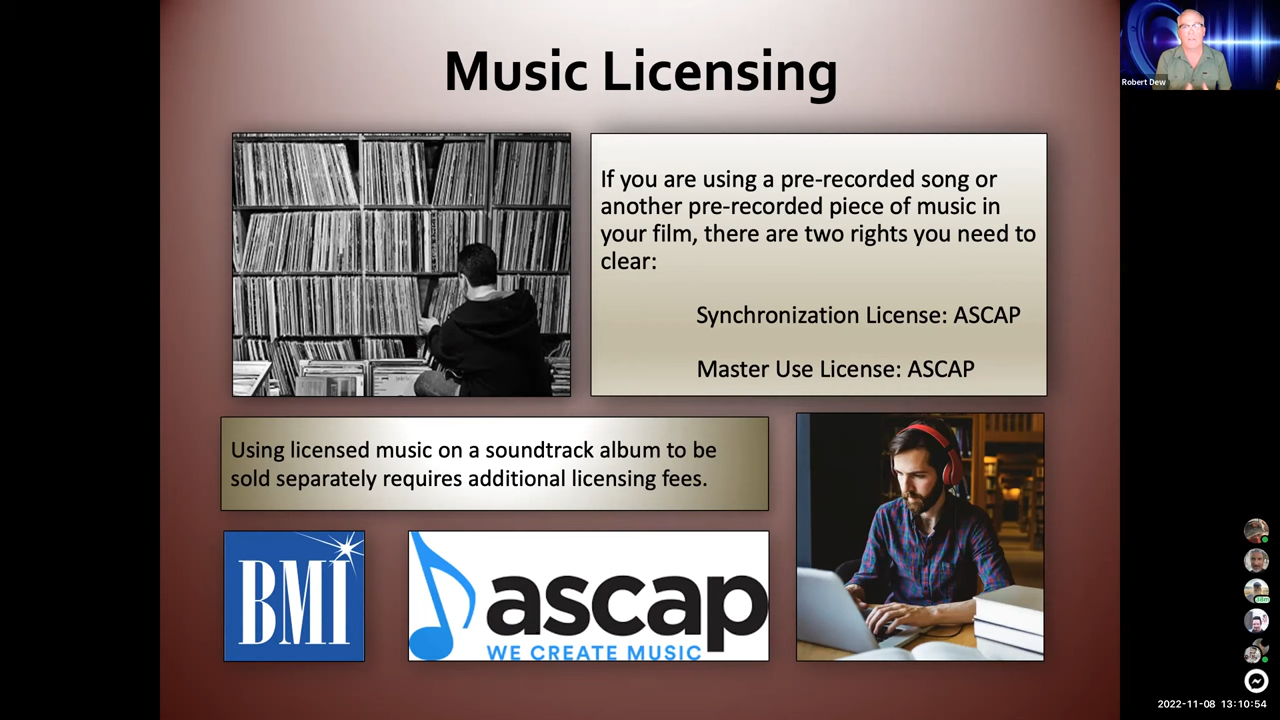 Music Licensing
Robert Dew
If you are using a pre-recorded song or
another pre-recorded piece of music in
your film, there are two rights you need to
clear:
Synchronization License: ASCAP
Master Use License: ASCAP
Using licensed music on a soundtrack album to be
sold separately requires additional licensing fees.
BMI
ascap
WE CREATE MUSIC
2022-11-08 13:10:54